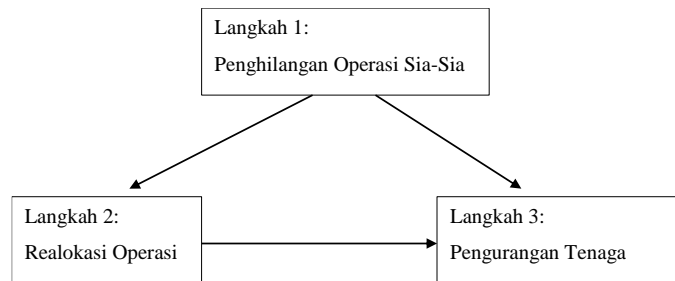 Langkah 1:
Penghilangan Operasi Sia-Sia
Langkah 2:
Realokasi Operasi
Langkah 3:
Pengurangan Tenaga